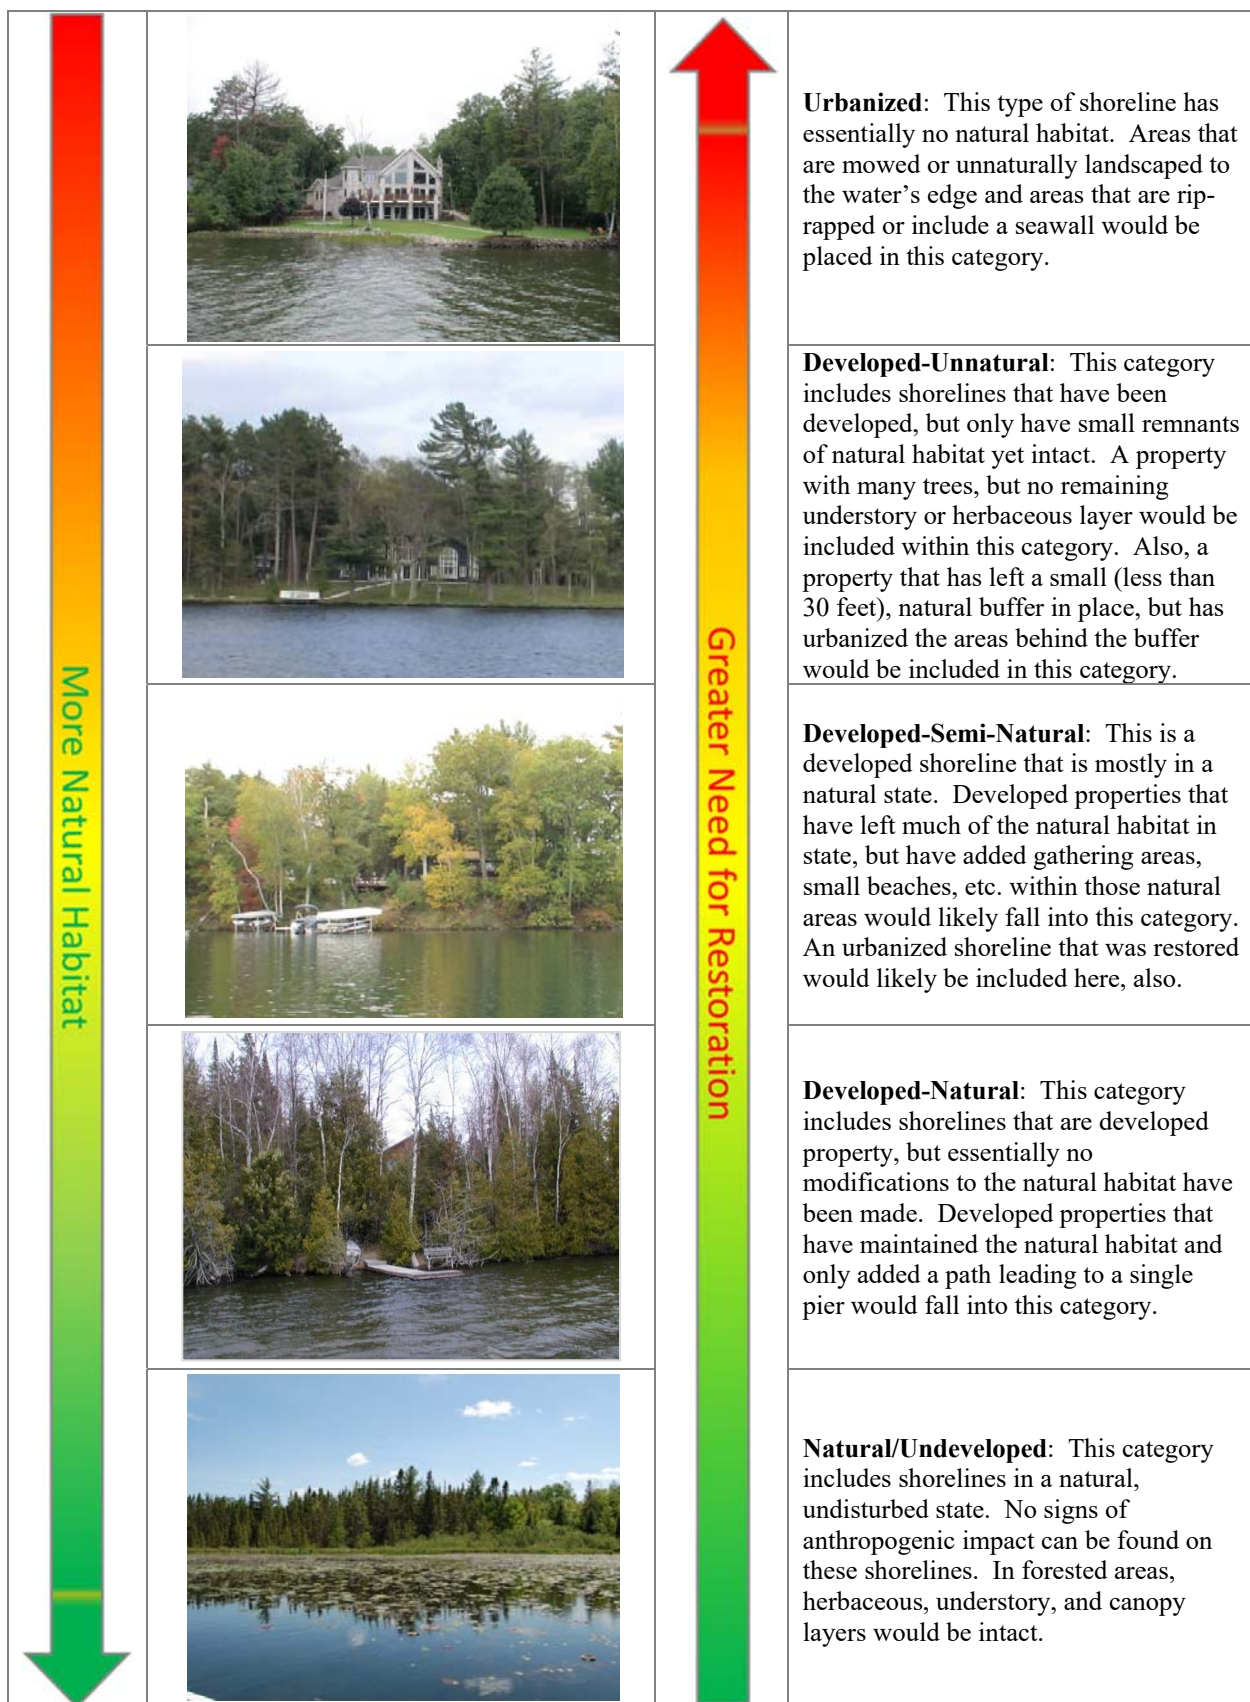 More Natural Habitat
Greater Need for Restoration
Urbanized: This type of shoreline has
essentially no natural habitat. Areas that
are mowed or unnaturally landscaped to
the water’s edge and areas that are rip-
rapped or include a seawall would be
placed in this category.
Developed-Unnatural: This category
includes shorelines that have been
developed, but only have small remnants
of natural habitat yet intact. A property
with many trees, but no remaining
understory or herbaceous layer would be
included within this category. Also, a
property that has left a small (less than
30 feet), natural buffer in place, but has
urbanized the areas behind the buffer
would be included in this category.
Developed-Semi-Natural: This is a
developed shoreline that is mostly in a
natural state. Developed properties that
have left much of the natural habitat in
state, but have added gathering areas,
small beaches, etc. within those natural
areas would likely fall into this category.
An urbanized shoreline that was restored
would likely be included here, also.
Developed-Natural: This category
includes shorelines that are developed
property, but essentially no
modifications to the natural habitat have
been made. Developed properties that
have maintained the natural habitat and
only added a path leading to a single
pier would fall into this category.
Natural/Undeveloped: This category
includes shorelines in a natural,
undisturbed state. No signs of
anthropogenic impact can be found on
these shorelines. In forested areas,
herbaceous, understory, and canopy
layers would be intact.